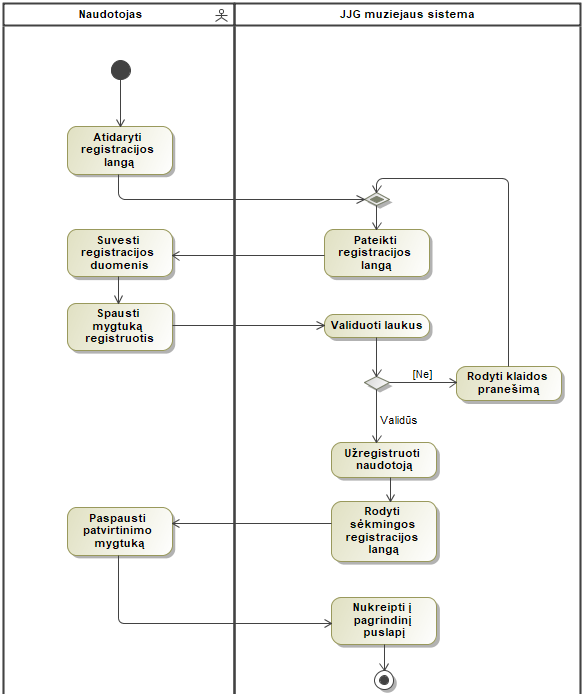 Naudotojas
JJG muziejaus sistema
Atidaryti
registracijos
langą
Suvesti
registracijos
duomenis
Pateikti
registracijos
langą
Spausti
mygtuką
registruotis
Validuoti laukus
[Ne]
Rodyti klaidos
pranešimą
Validūs
Užregistruoti
naudotoją
Paspausti
patvirtinimo
mygtuką
Rodyti
sėkmingos
registracijos
langą
Nukreipti į
pagrindinį
puslapį